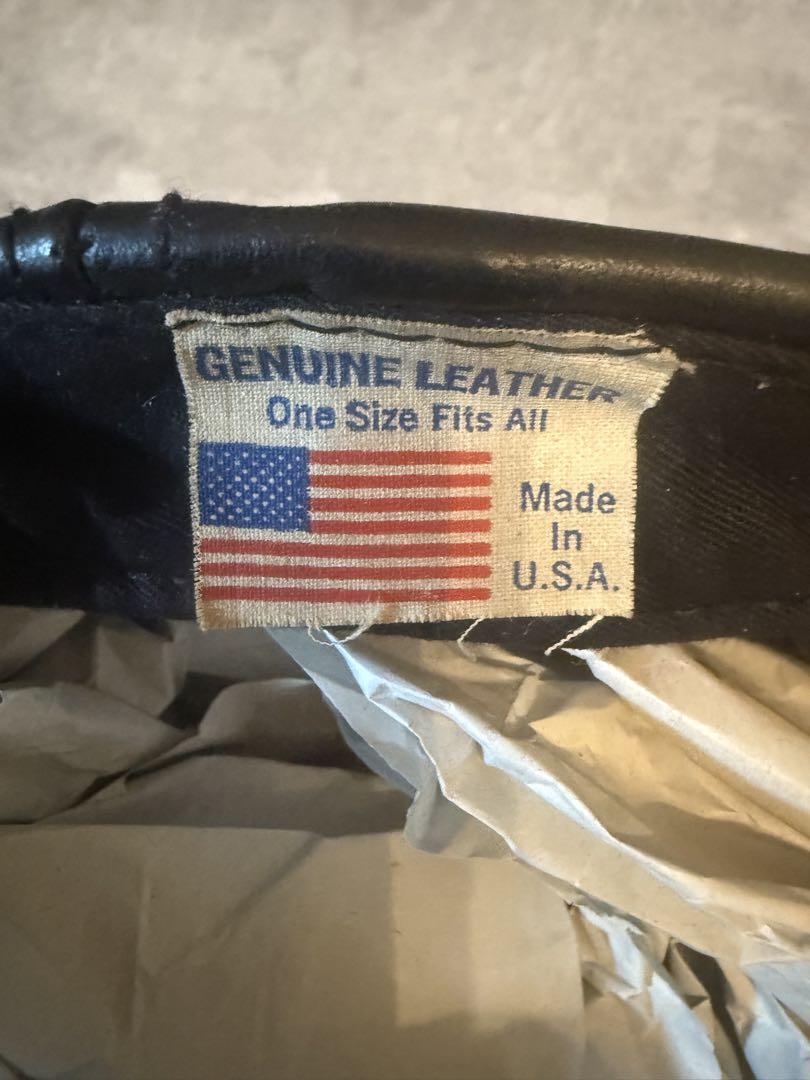 GENUINE LEATHER
One Size Fits All
Made
In
U.S.A.